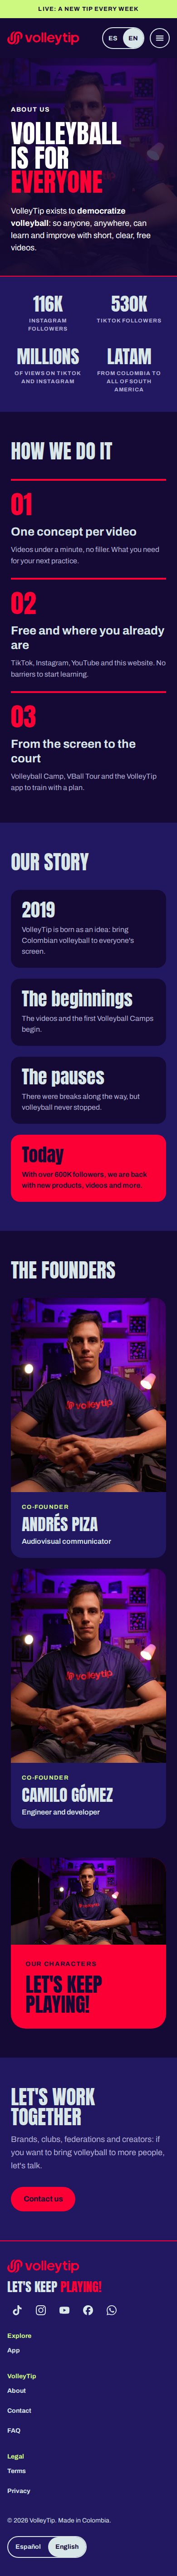 LIVE: A NEW TIP EVERY WEEK
volleytip
ES EN
ABOUT US
VOLLEYBALL
IS FOR
EVERYONE
VolleyTip exists to democratize
volleyball: so anyone, anywhere, can
learn and improve with short, clear, free
videos.
116K
INSTAGRAM
FOLLOWERS
530K
TIKTOK FOLLOWERS
MILLIONS
OF VIEWS ON TIKTOK
AND INSTAGRAM
LATAM
FROM COLOMBIA TO
ALL OF SOUTH
AMERICA
HOW WE DO IT
01
One concept per video
Videos under a minute, no filler. What you need
for your next practice.
02
Free and where you already
are
TikTok, Instagram, YouTube and this website. No
barriers to start learning.
03
From the screen to the
court
Volleyball Camp, VBall Tour and the VolleyTip
app to train with a plan.
OUR STORY
2019
VolleyTip is born as an idea: bring
Colombian volleyball to everyone's
screen.
The beginnings
The videos and the first Volleyball Camps
begin.
The pauses
There were breaks along the way, but
volleyball never stopped.
Today
With over 600K followers, we are back
with new products, videos and more.
THE FOUNDERS
volleytip
CO-FOUNDER
ANDRÉS PIZA
Audiovisual communicator
volleytip
CO-FOUNDER
CAMILO GÓMEZ
Engineer and developer
volleytip
OUR CHARACTERS
LET'S KEEP
PLAYING!
LET'S WORK
TOGETHER
Brands, clubs, federations and creators: if
you want to bring volleyball to more people,
let's talk.
Contact us
volleytip
LET'S KEEP PLAYING!
Explore
App
VolleyTip
About
Contact
FAQ
Legal
Terms
Privacy
© 2026 VolleyTip. Made in Colombia.
Español English